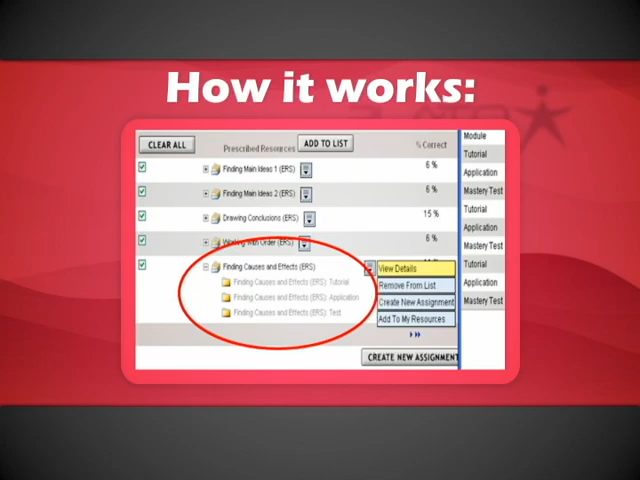 How it works:
CLEAR ALL Prescribed Resources ADD TO LIST % Correct Module
Tutorial
Finding Main Ideas 1 (ERS) 6 % Application
Finding Main Ideas 2 (ERS) 6 % Mastery Test
Tutorial
Drawing Conclusions (ERS) 15 % Application
Working With Order (ERS) 6 % Mastery Test
Finding Causes and Effects (ERS) View Details Tutorial
Finding Causes and Effects (ERS): Tutorial Remove From List Application
Finding Causes and Effects (ERS): Application Create New Assignment Mastery Test
Finding Causes and Effects (ERS): Test Add To My Resources
CREATE NEW ASSIGNMENT